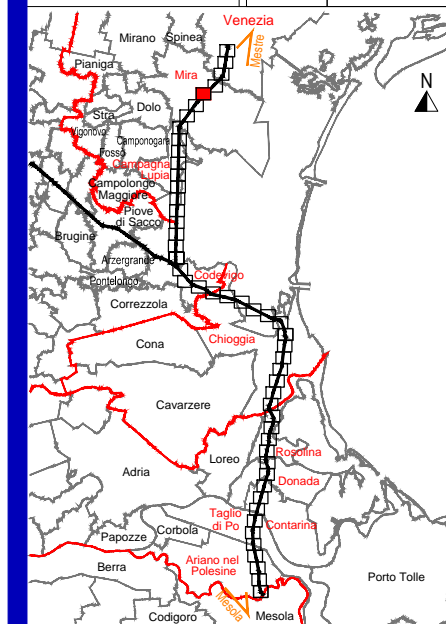 Venezia
Mestre
Mirano
Spinea
Pianiga
Mira
N
Dolo
Stra
Vigonovo
Camponogara
Fossò
Campagna
Lupia
Campolongo
Maggiore
Piove
di Sacco
Brugine
Arzergrande
Codevigo
Pontelongo
Correzzola
Chioggia
Cona
Cavarzere
Rosolina
Loreo
Adria
Donada
Taglio
di Po
Contarina
Corbola
Papozze
Ariano nel
Polesine
Berra
Porto Tolle
Mesola
Mesola
Codigoro